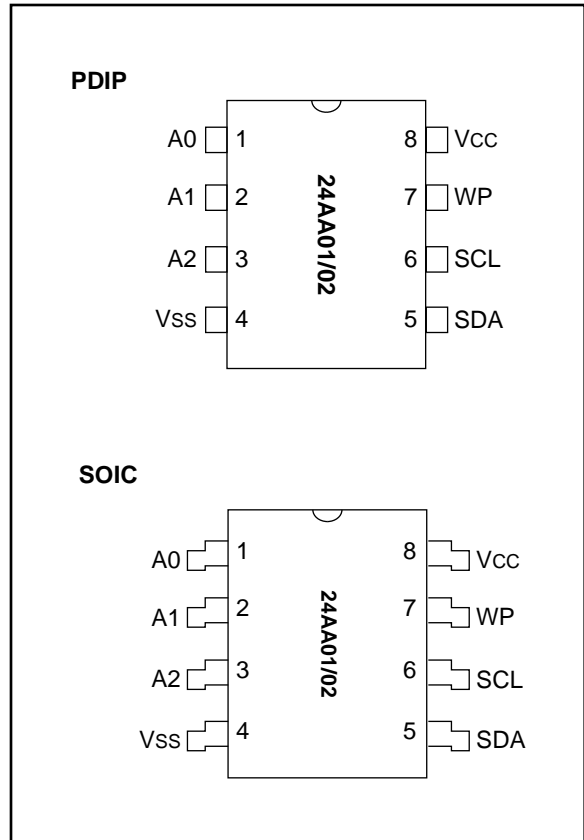 PDIP
A0 1 8 VCC
A1 2 7 WP
A2 3 6 SCL
VSS 4 5 SDA
24AA01/02
SOIC
A0 1 8 VCC
A1 2 7 WP
A2 3 6 SCL
VSS 4 5 SDA
24AA01/02